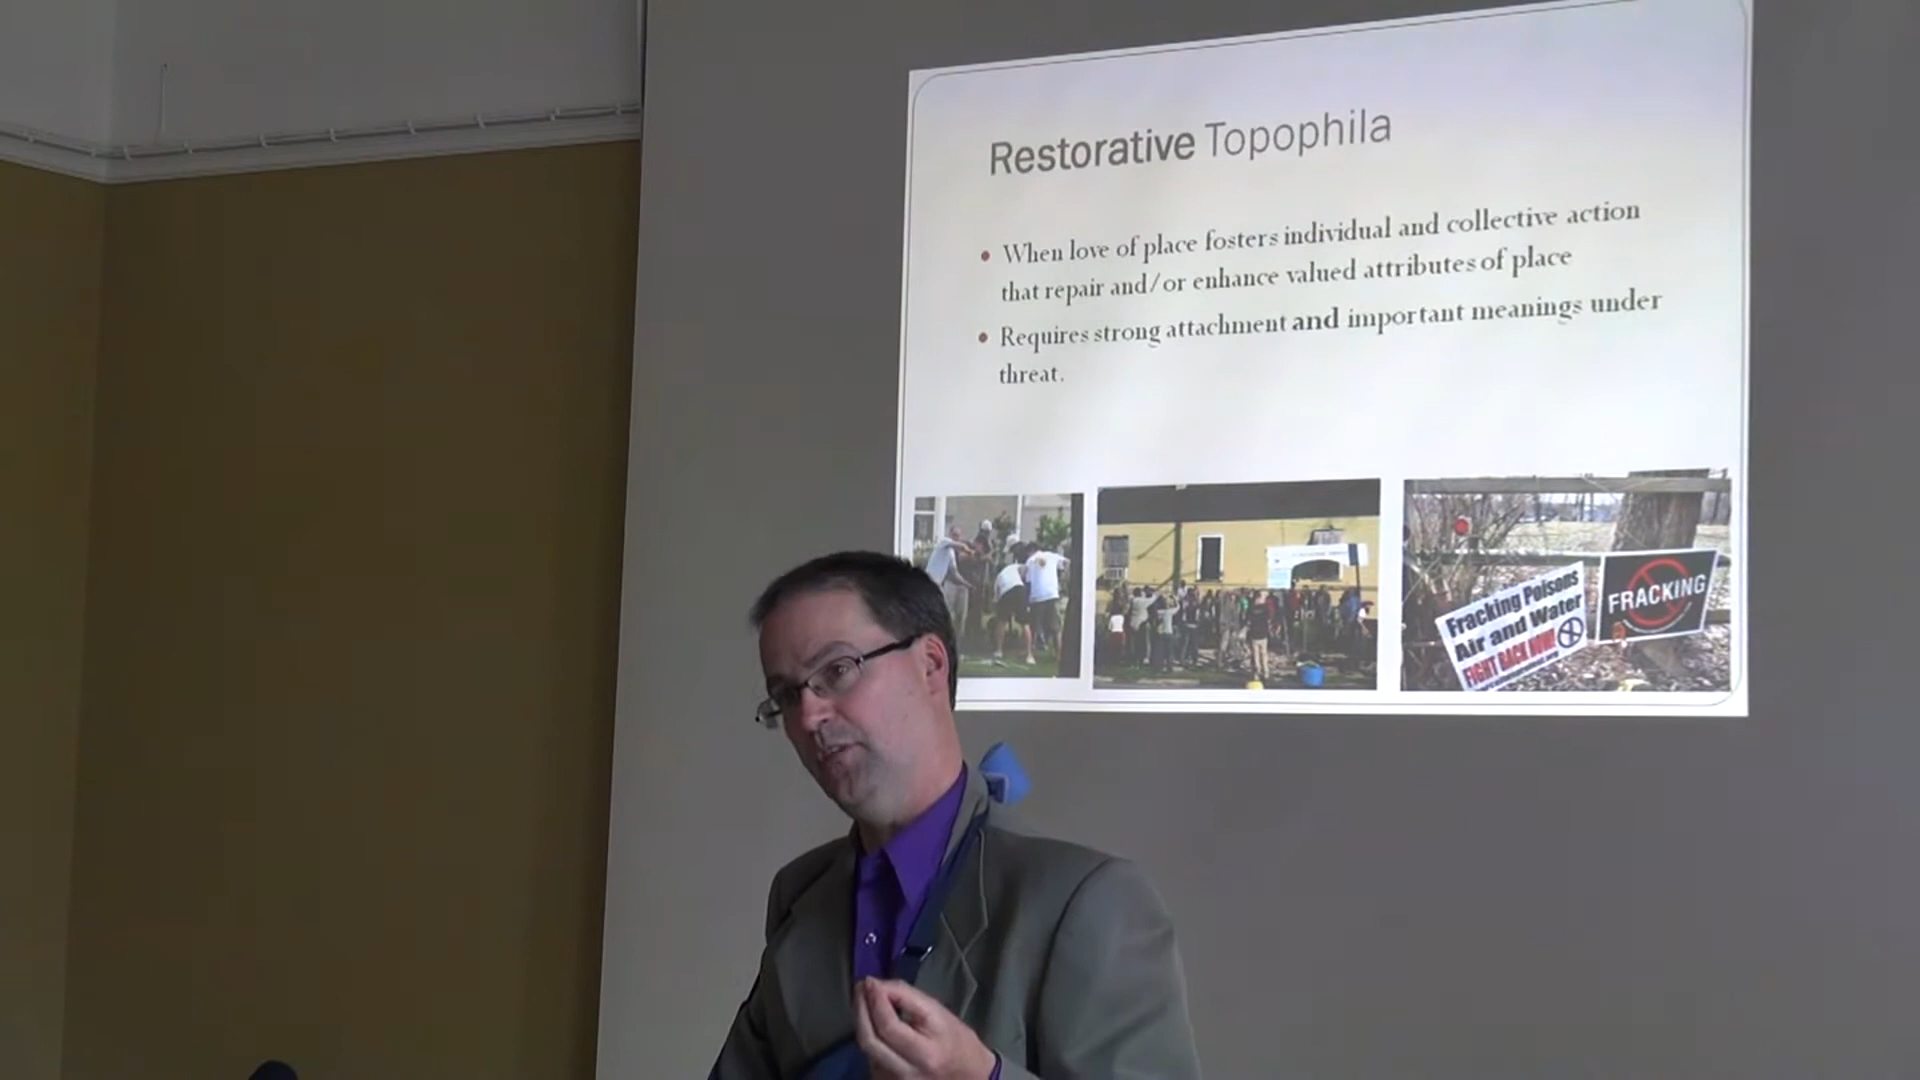 Restorative Topophila
When love of place fosters individual and collective action
that repair and/or enhance valued attributes of place
Requires strong attachment and important meanings under
threat.
Fracking Poisons
Air and Water
FIGHT BACK NOW!
FRACKING